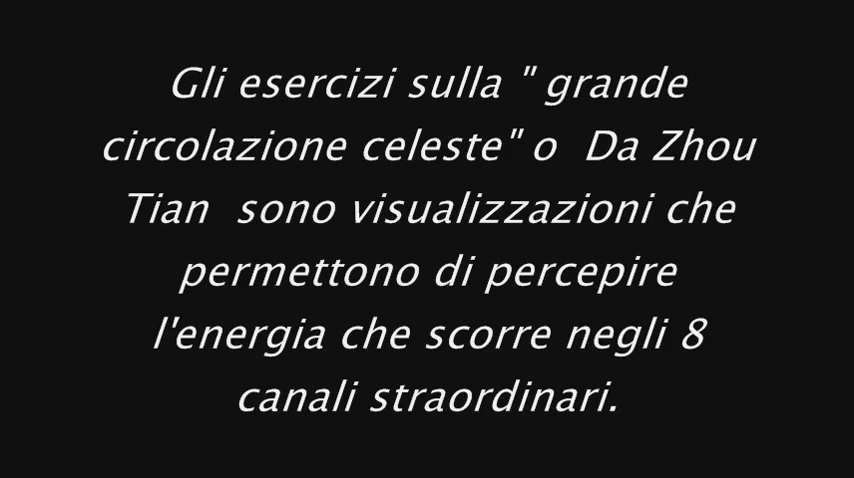 Gli esercizi sulla " grande
circolazione celeste" o  Da Zhou
Tian  sono visualizzazioni che
permettono di percepire
l'energia che scorre negli 8
canali straordinari.